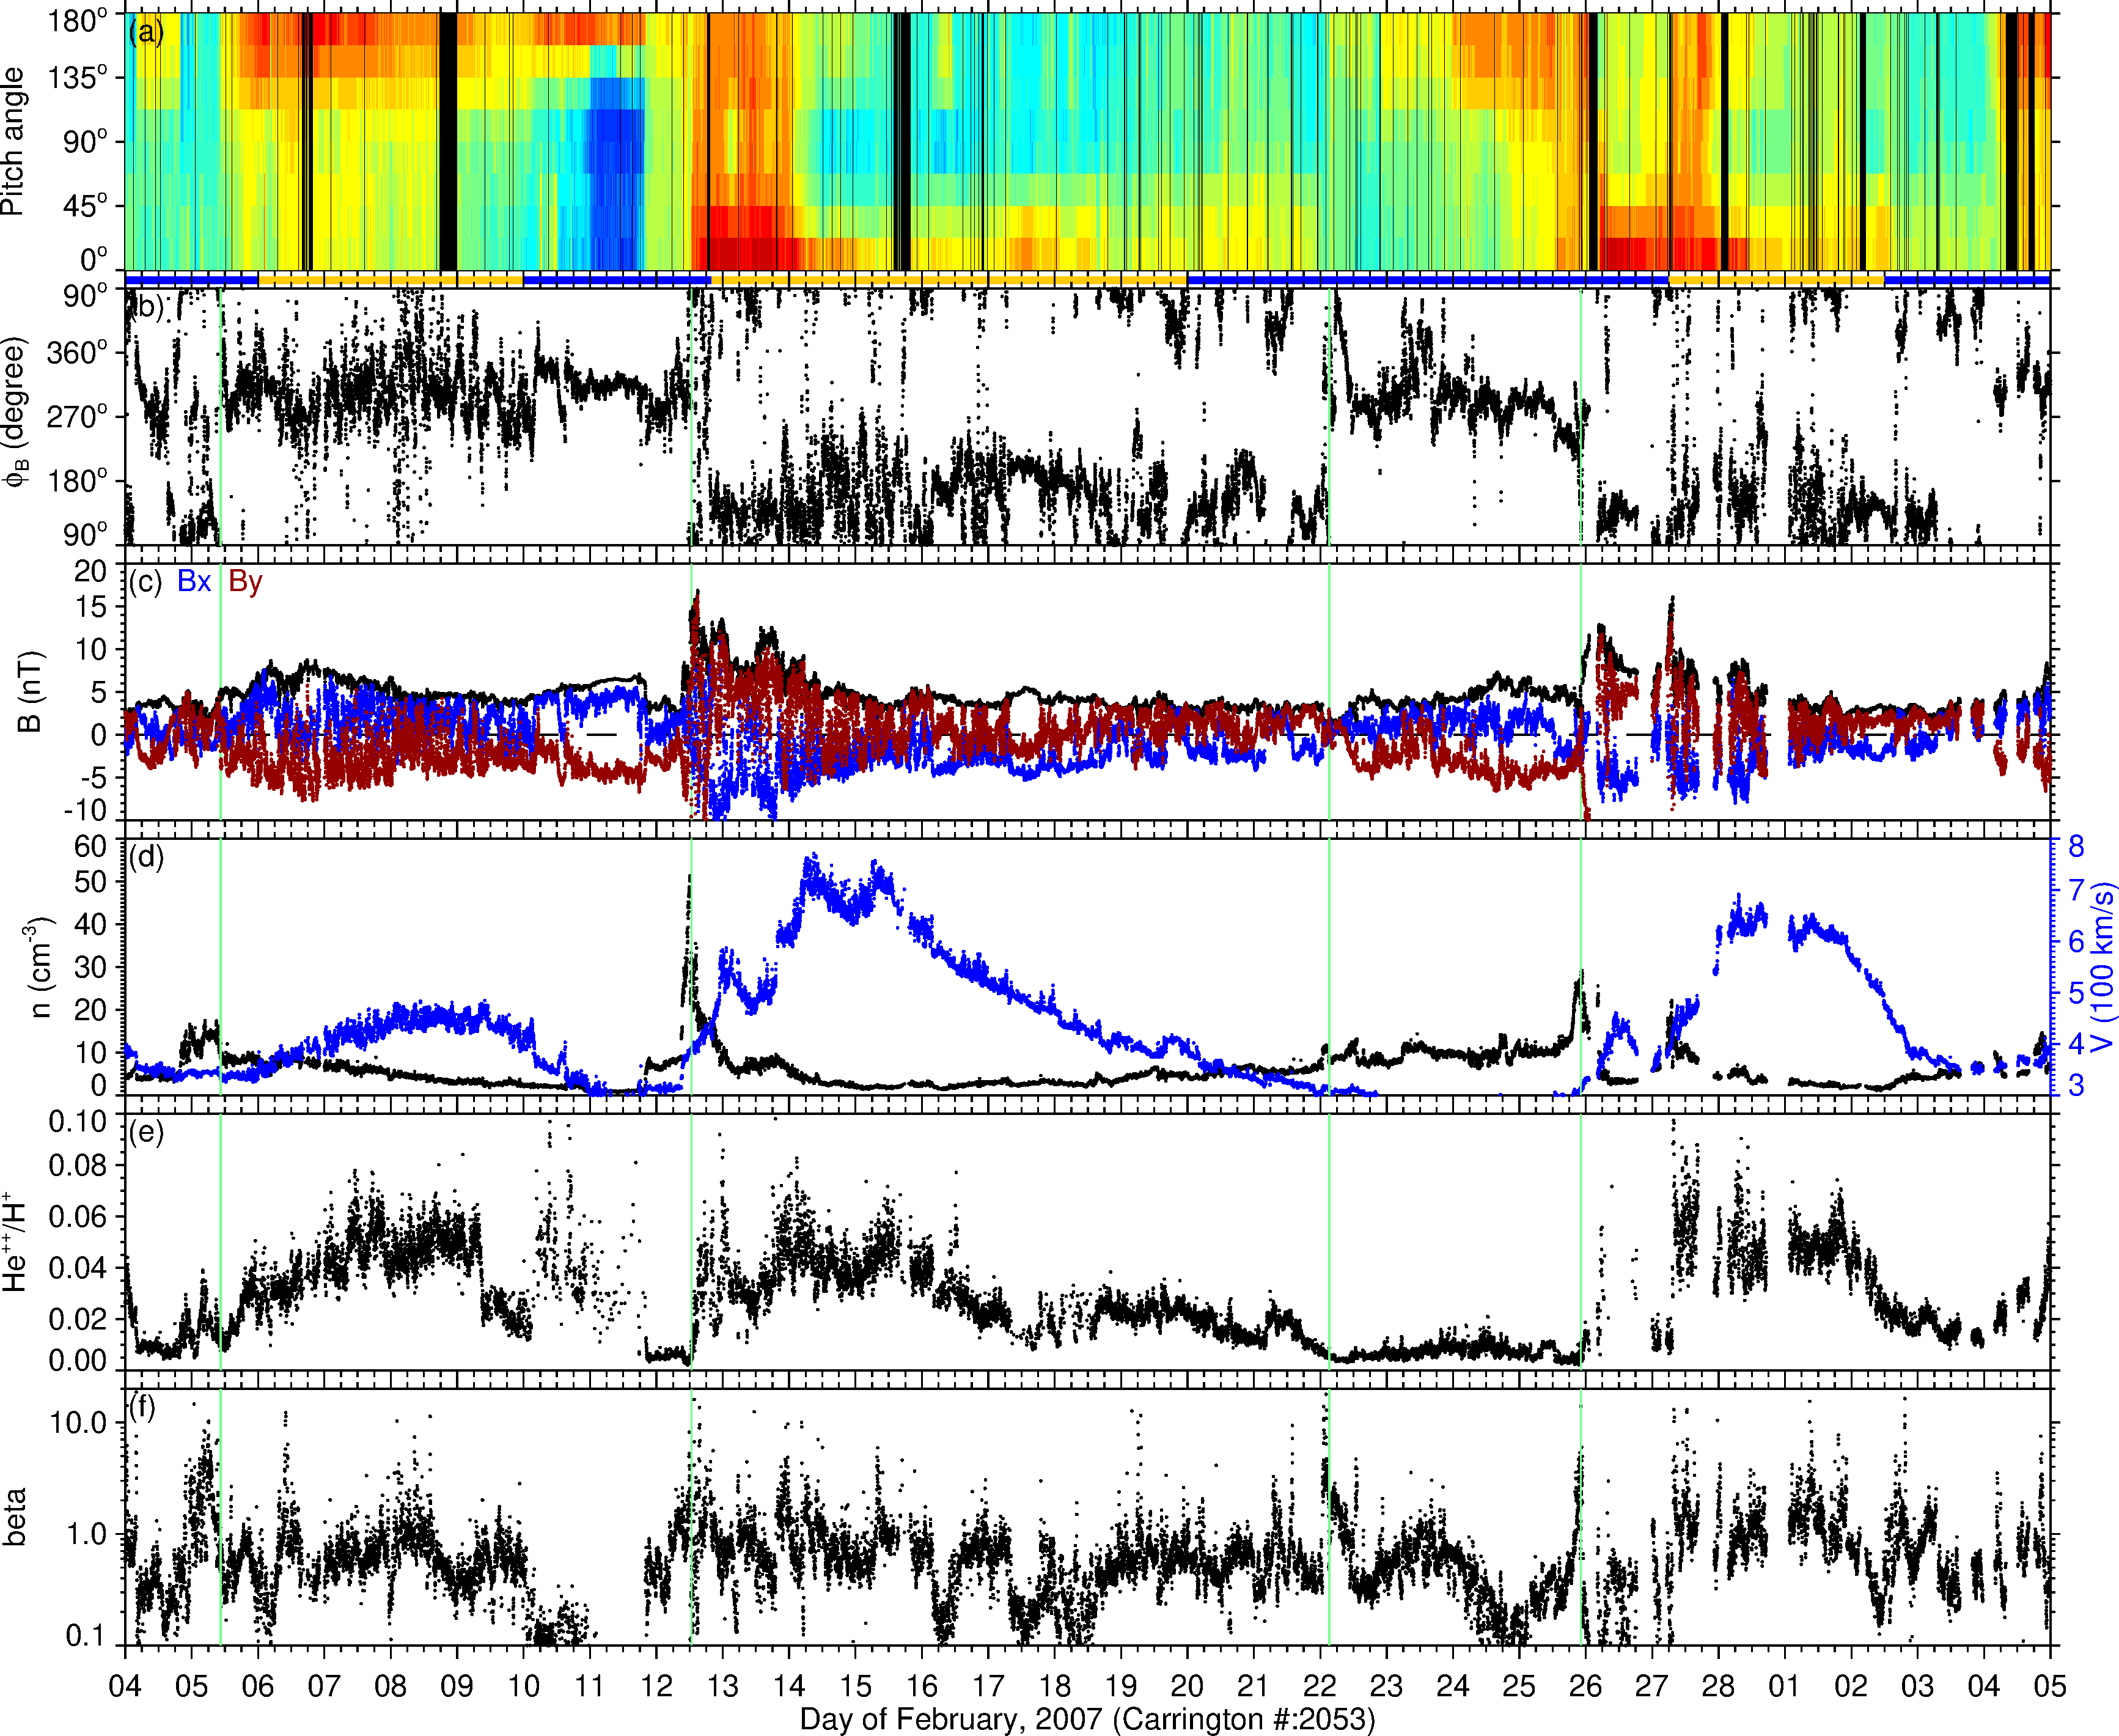 (a)
180°
135°
90°
45°
0°
Pitch angle
(b)
90°
360°
270°
180°
90°
ϕB (degree)
(c) Bx By
20
15
10
5
0
-5
-10
B (nT)
(d)
60
50
40
30
20
10
0
n (cm-3)
8
7
6
5
4
3
V (100 km/s)
(e)
0.10
0.08
0.06
0.04
0.02
0.00
He++/H+
(f)
10.0
1.0
0.1
beta
04 05 06 07 08 09 10 11 12 13 14 15 16 17 18 19 20 21 22 23 24 25 26 27 28 01 02 03 04 05
Day of February, 2007 (Carrington #:2053)